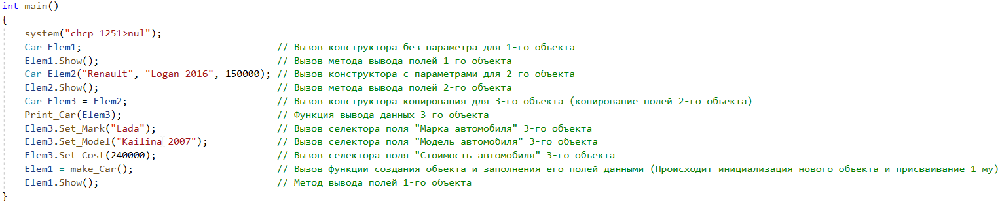 int main()
{
system("chcp 1251>nul");
Car Elem1; // Вызов конструктора без параметра для 1-го объекта
Elem1.Show(); // Вызов метода вывода полей 1-го объекта
Car Elem2("Renault", "Logan 2016", 150000); // Вызов конструктора с параметрами для 2-го объекта
Elem2.Show(); // Вызов метода вывода полей 2-го объекта
Car Elem3 = Elem2; // Вызов конструктора копирования для 3-го объекта (копирование полей 2-го объекта)
Print_Car(Elem3); // Функция вывода данных 3-го объекта
Elem3.Set_Mark("Lada"); // Вызов селектора поля "Марка автомобиля" 3-го объекта
Elem3.Set_Model("Kailina 2007"); // Вызов селектора поля "Модель автомобиля" 3-го объекта
Elem3.Set_Cost(240000); // Вызов селектора поля "Стоимость автомобиля" 3-го объекта
Elem1 = make_Car(); // Вызов функции создания объекта и заполнения его полей данными (Происходит инициализация нового объекта и присваивание 1-му)
Elem1.Show(); // Метод вывода полей 1-го объекта
}